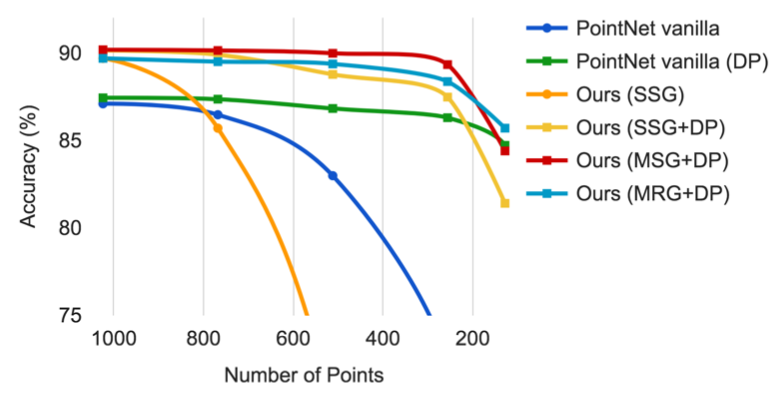 90
85
80
75
Accuracy (%)
1000
800
600
400
200
Number of Points
PointNet vanilla
PointNet vanilla (DP)
Ours (SSG)
Ours (SSG+DP)
Ours (MSG+DP)
Ours (MRG+DP)